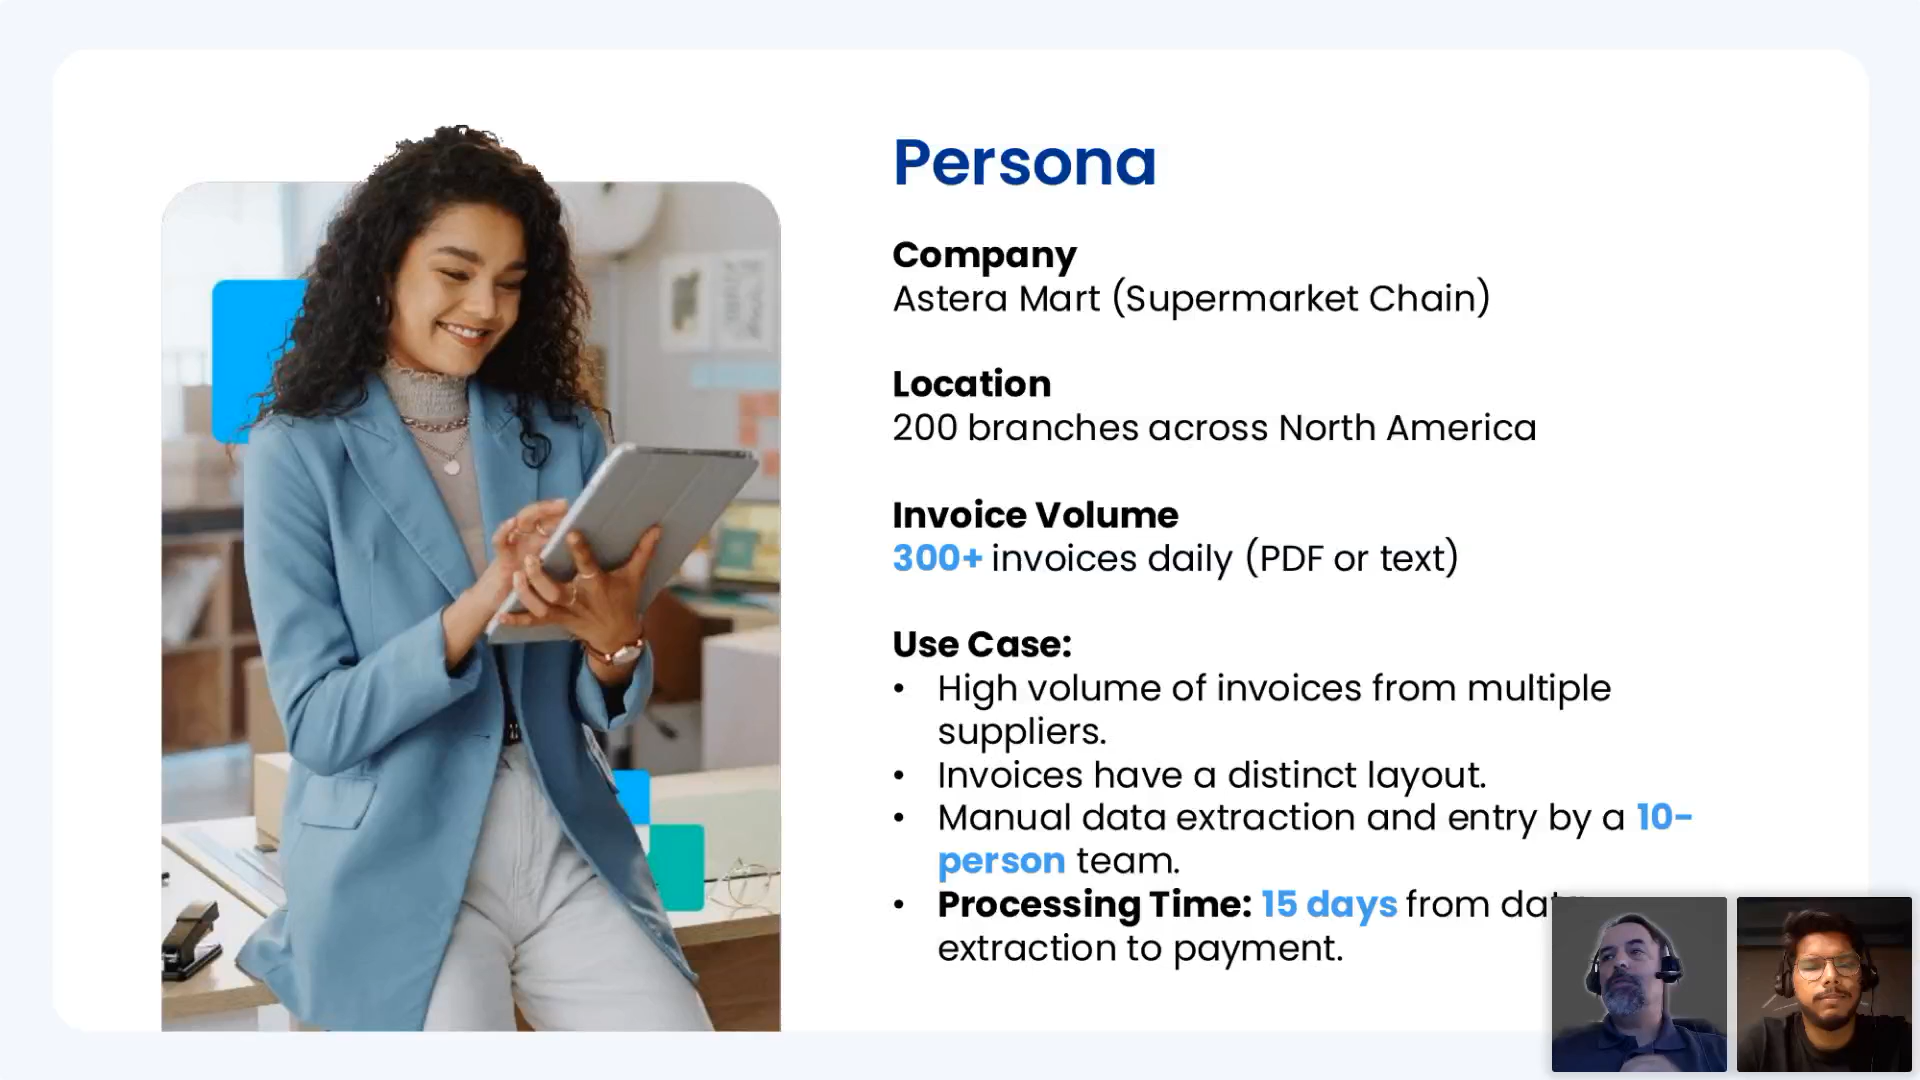 Persona
Company
Astera Mart (Supermarket Chain)
Location
200 branches across North America
Invoice Volume
300+ invoices daily (PDF or text)
Use Case:
• High volume of invoices from multiple
suppliers.
• Invoices have a distinct layout.
• Manual data extraction and entry by a 10-
person team.
• Processing Time: 15 days from data
extraction to payment.